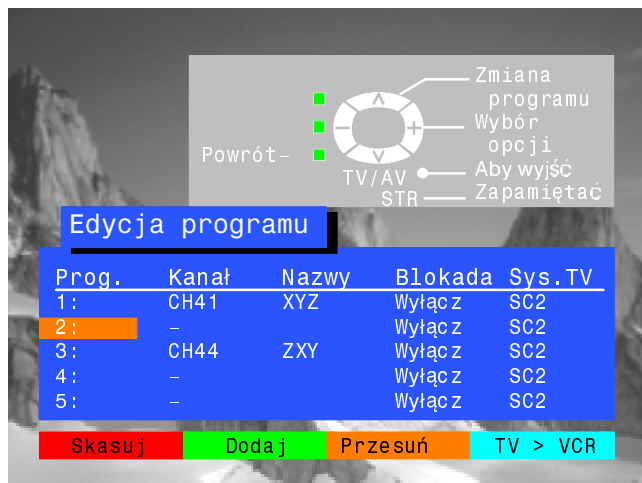 Zmiana
programu
Wybór
opcji
Powrót–
Aby wyjść
TV/AV
STR
Zapamiętać
Edycja programu
Prog. Kanał Nazwy Blokada Sys.TV
1: CH41 XYZ Wyłącz SC2
2: – Wyłącz SC2
3: CH44 ZXY Wyłącz SC2
4: – Wyłącz SC2
5: – Wyłącz SC2
Skasuj Dodaj Przesuń TV > VCR